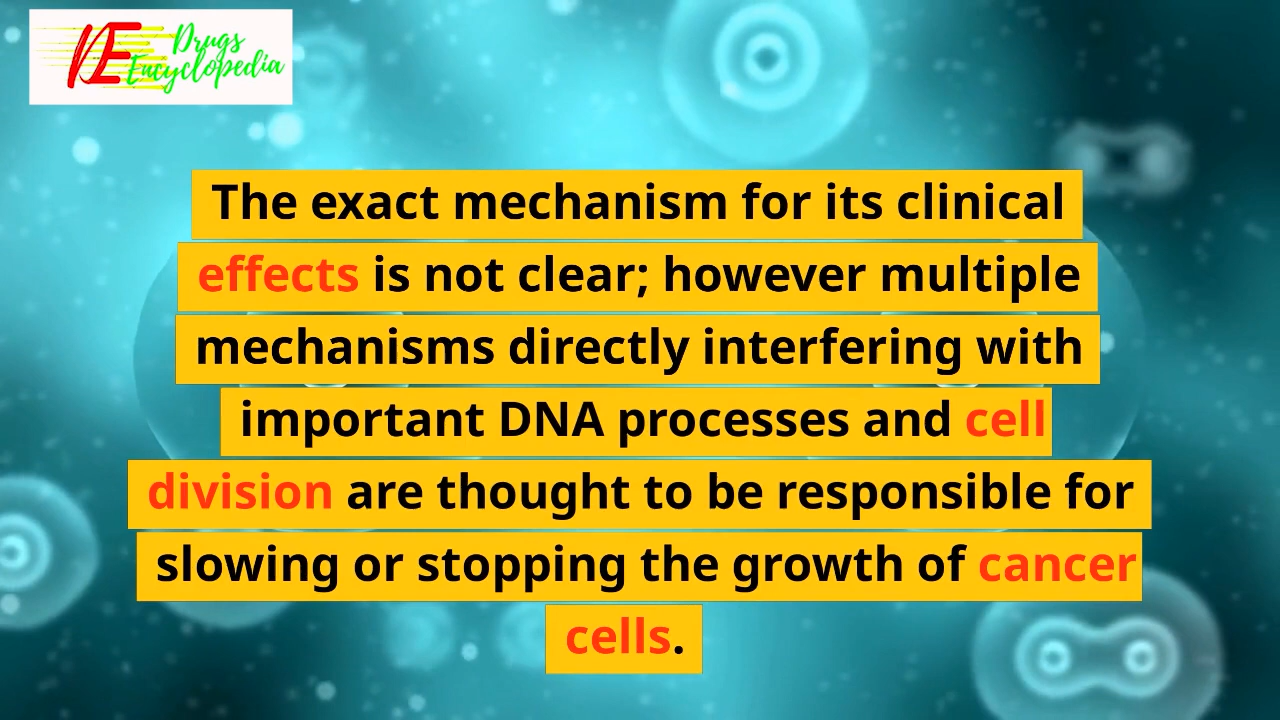 DE Drugs
Encyclopedia
The exact mechanism for its clinical
effects is not clear; however multiple
mechanisms directly interfering with
important DNA processes and cell
division are thought to be responsible for
slowing or stopping the growth of cancer
cells.